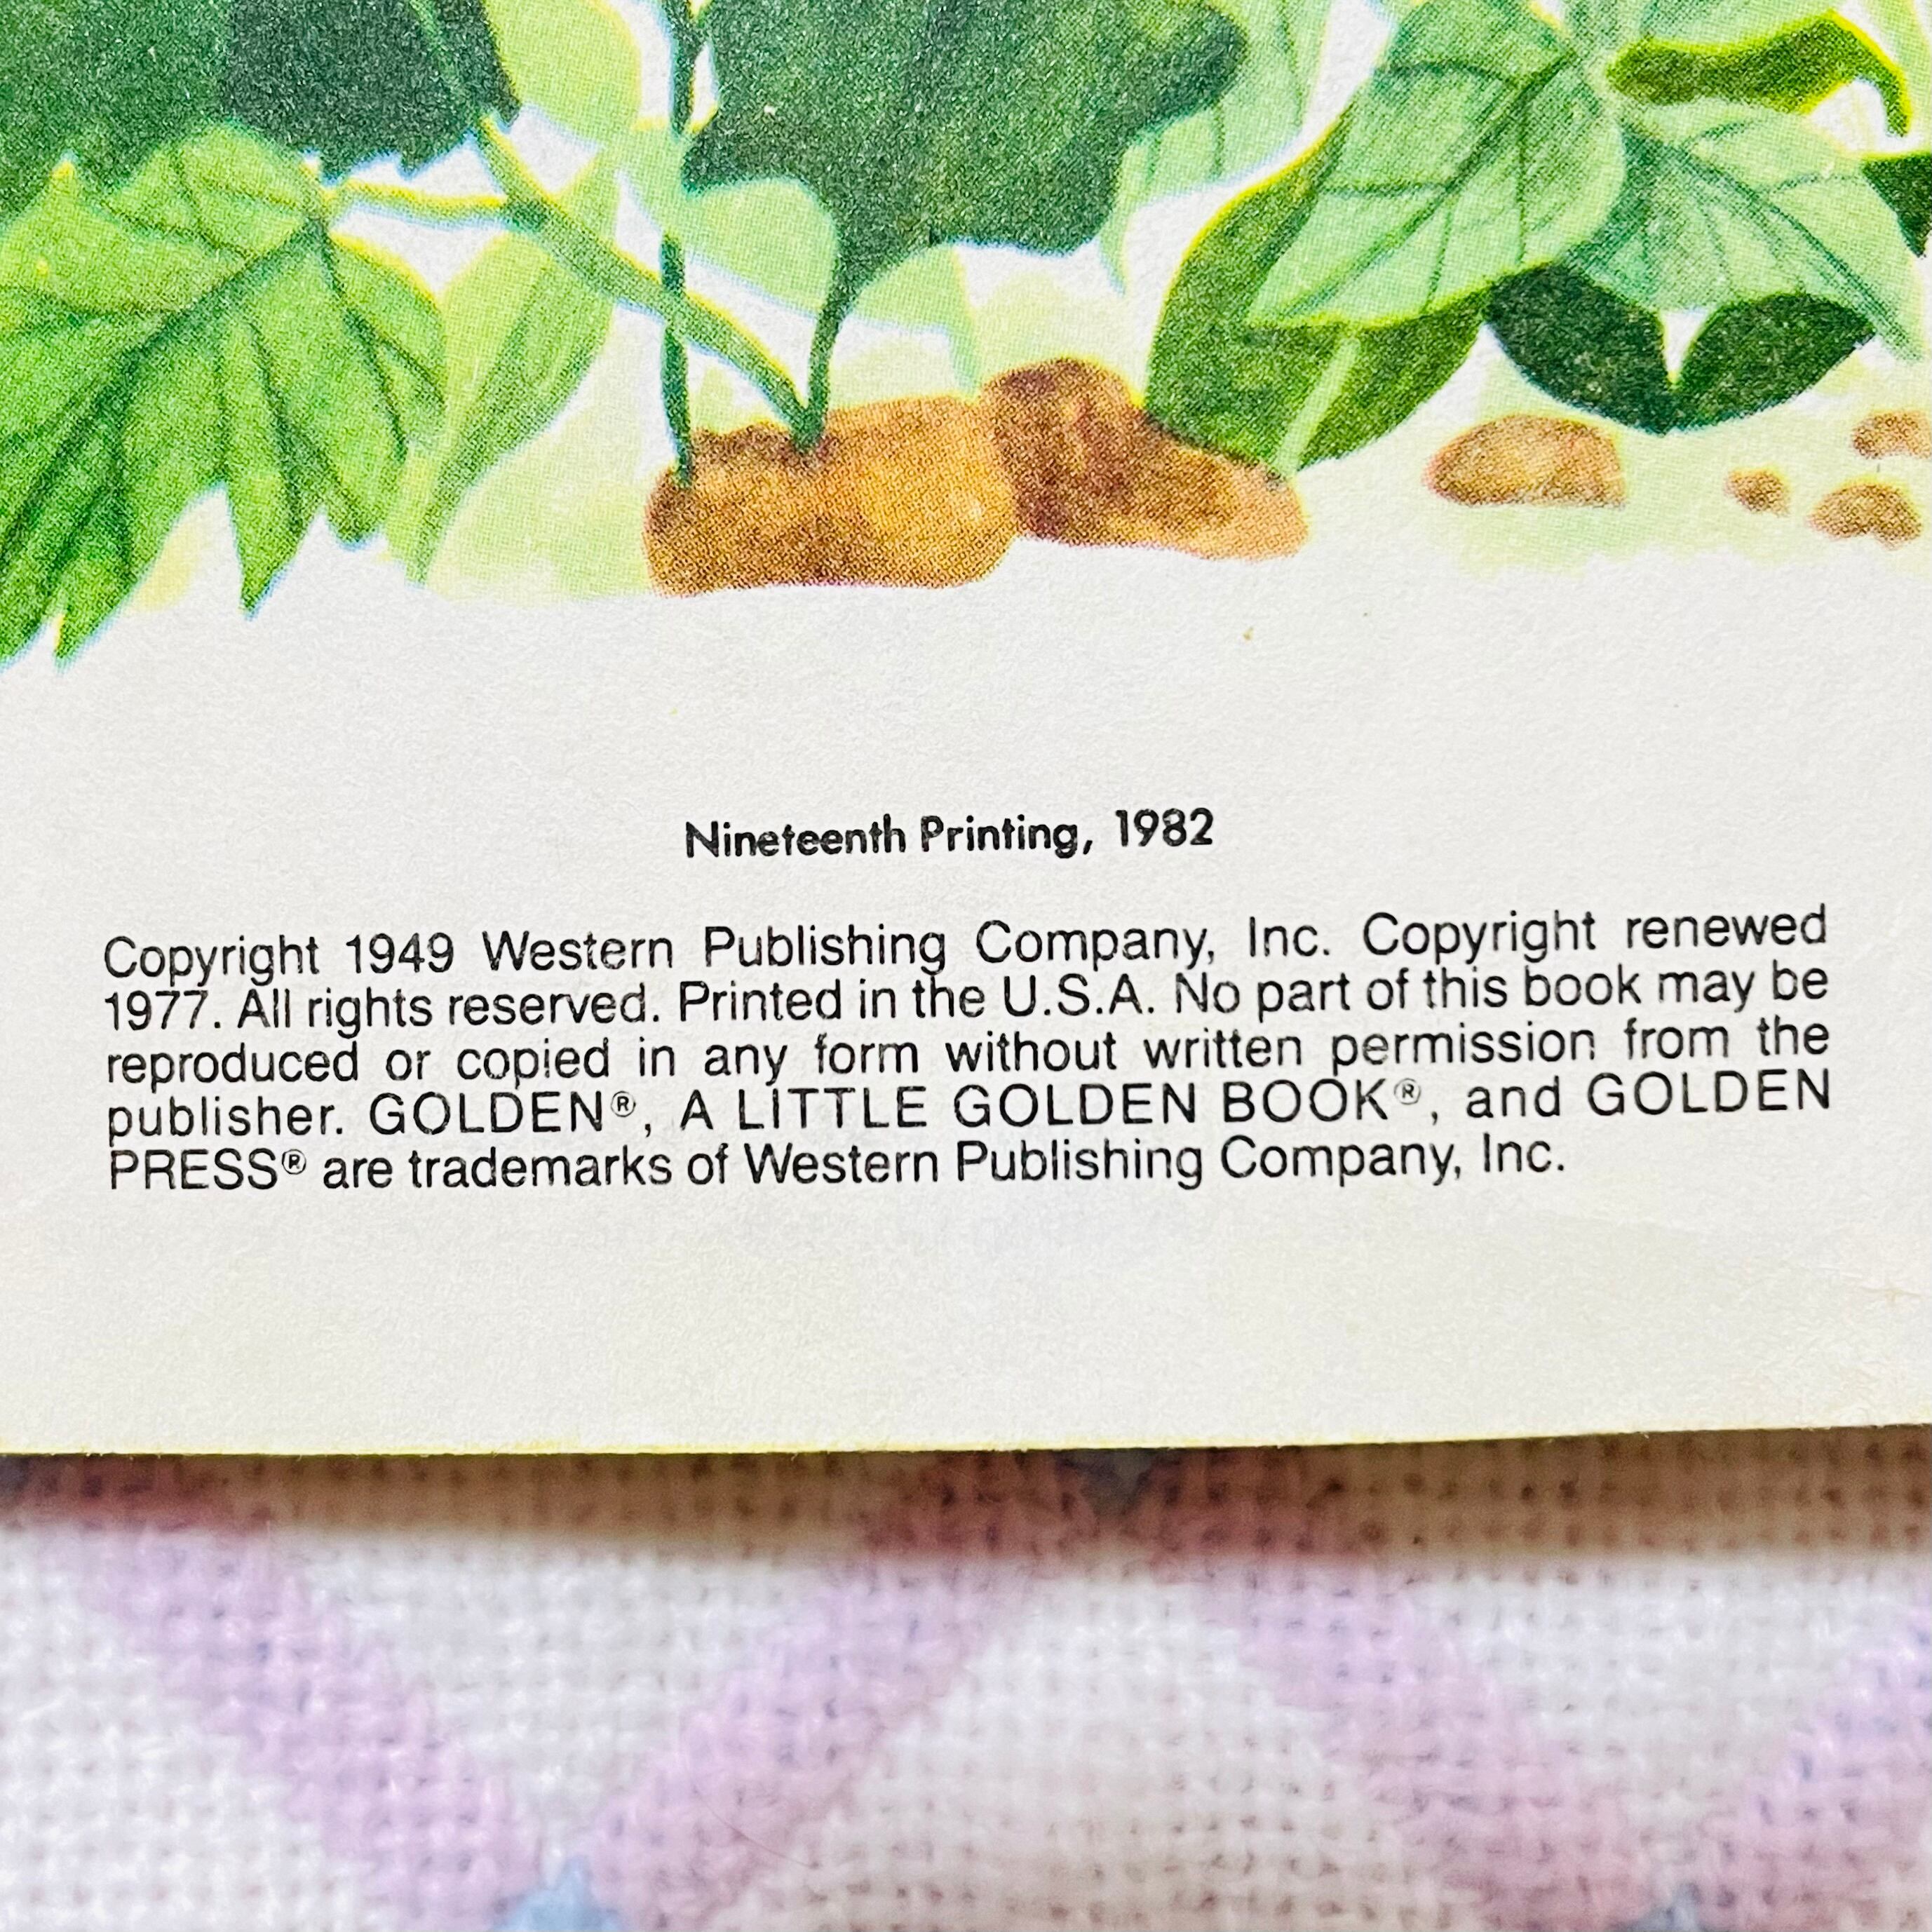 Nineteenth Printing, 1982
Copyright 1949 Western Publishing Company, Inc. Copyright renewed
1977. All rights reserved. Printed in the U.S.A. No part of this book may be
reproduced or copied in any form without written permission from the
publisher. GOLDEN®, A LITTLE GOLDEN BOOK®, and GOLDEN
PRESS® are trademarks of Western Publishing Company, Inc.